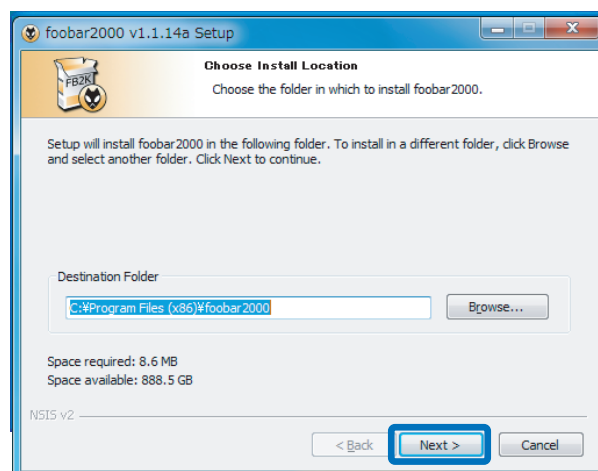 foobar2000 v1.1.14a Setup
FB2K
Choose Install Location
Choose the folder in which to install foobar2000.
Setup will install foobar2000 in the following folder. To install in a different folder, click Browse
and select another folder. Click Next to continue.
Destination Folder
C:¥Program Files (x86)¥foobar2000
Browse...
Space required: 8.6 MB
Space available: 888.5 GB
NSIS v2
< Back
Next >
Cancel